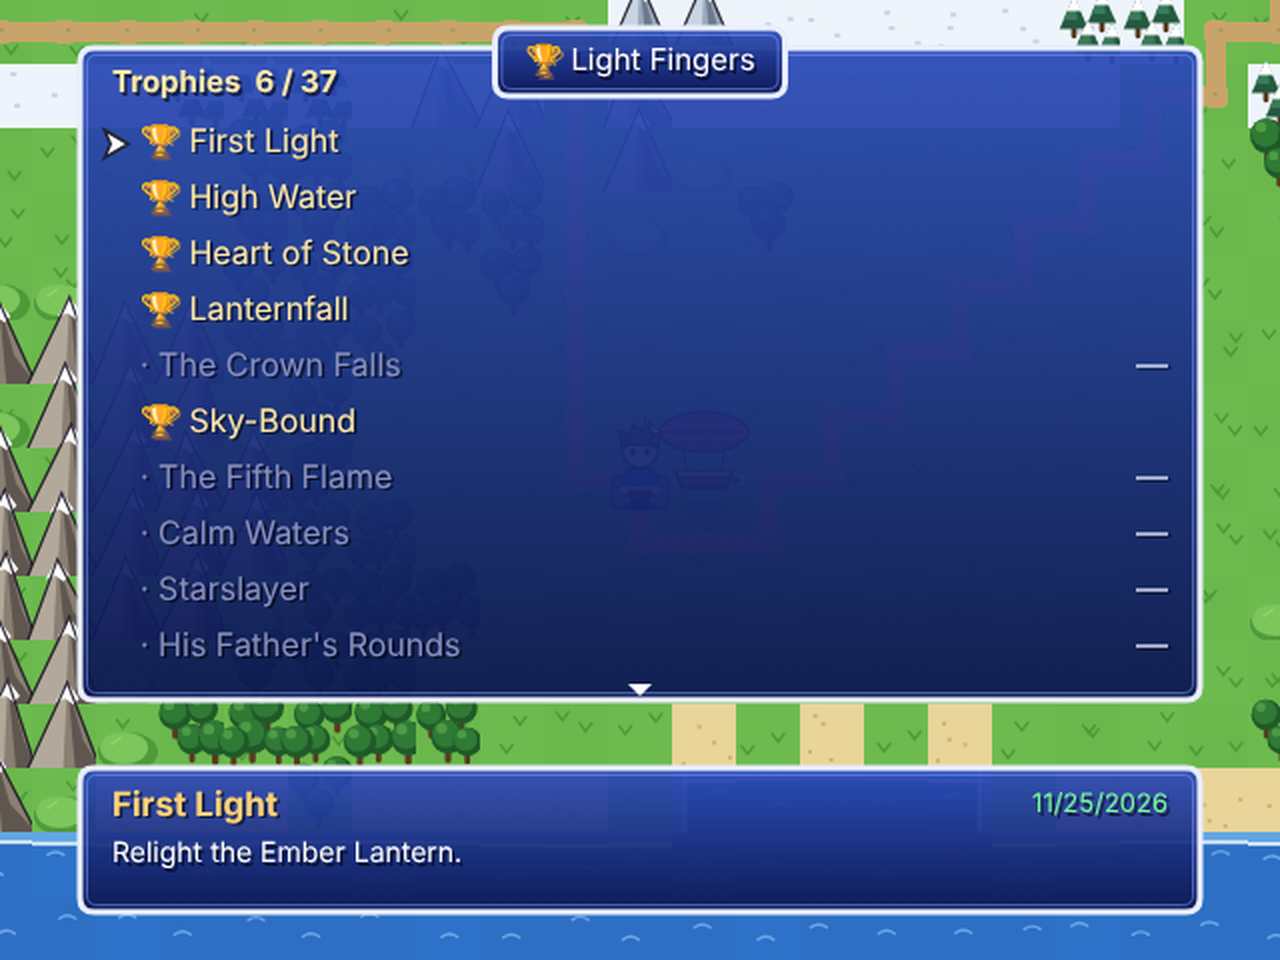 Light Fingers
Trophies 6 / 37
First Light
High Water
Heart of Stone
Lanternfall
· The Crown Falls —
Sky-Bound
· The Fifth Flame —
· Calm Waters —
· Starslayer —
· His Father's Rounds —
First Light 11/25/2026
Relight the Ember Lantern.